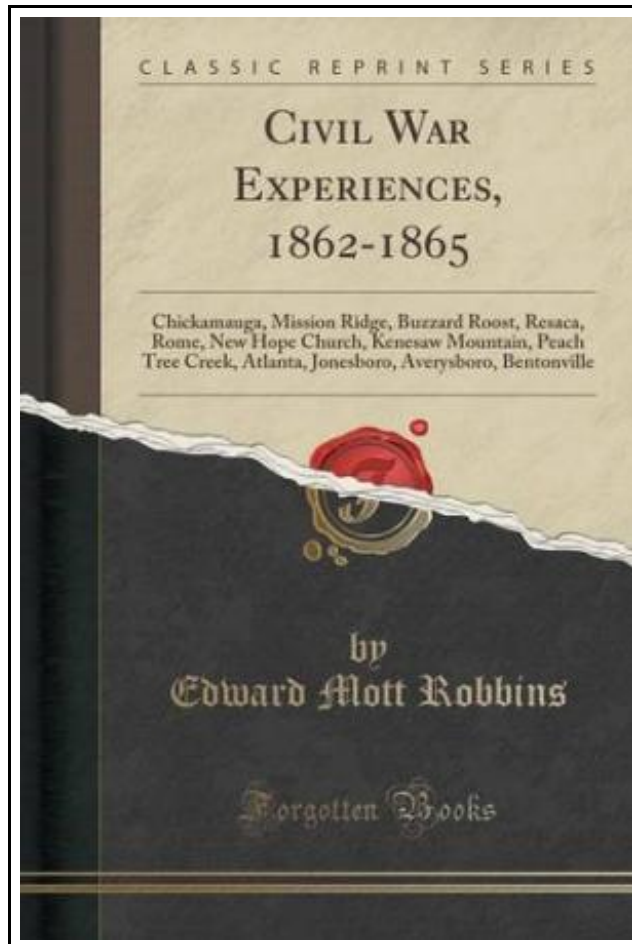 CLASSIC REPRINT SERIES
CIVIL WAR
EXPERIENCES,
1862-1865
Chickamauga, Mission Ridge, Buzzard Roost, Resaca,
Rome, New Hope Church, Kenesaw Mountain, Peach
Tree Creek, Atlanta, Jonesboro, Averysboro, Bentonville
by
Edward Mott Robbins
Forgotten Books